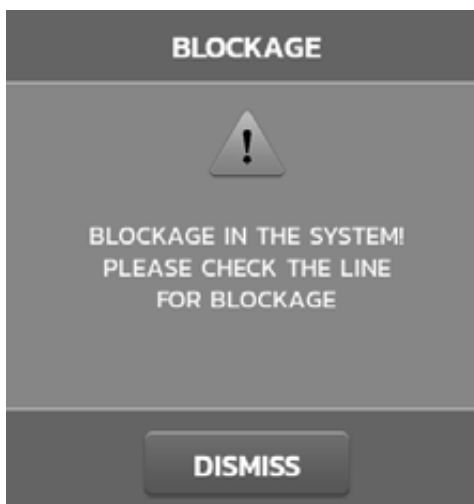 BLOCKAGE
!
BLOCKAGE IN THE SYSTEM!
PLEASE CHECK THE LINE
FOR BLOCKAGE
DISMISS